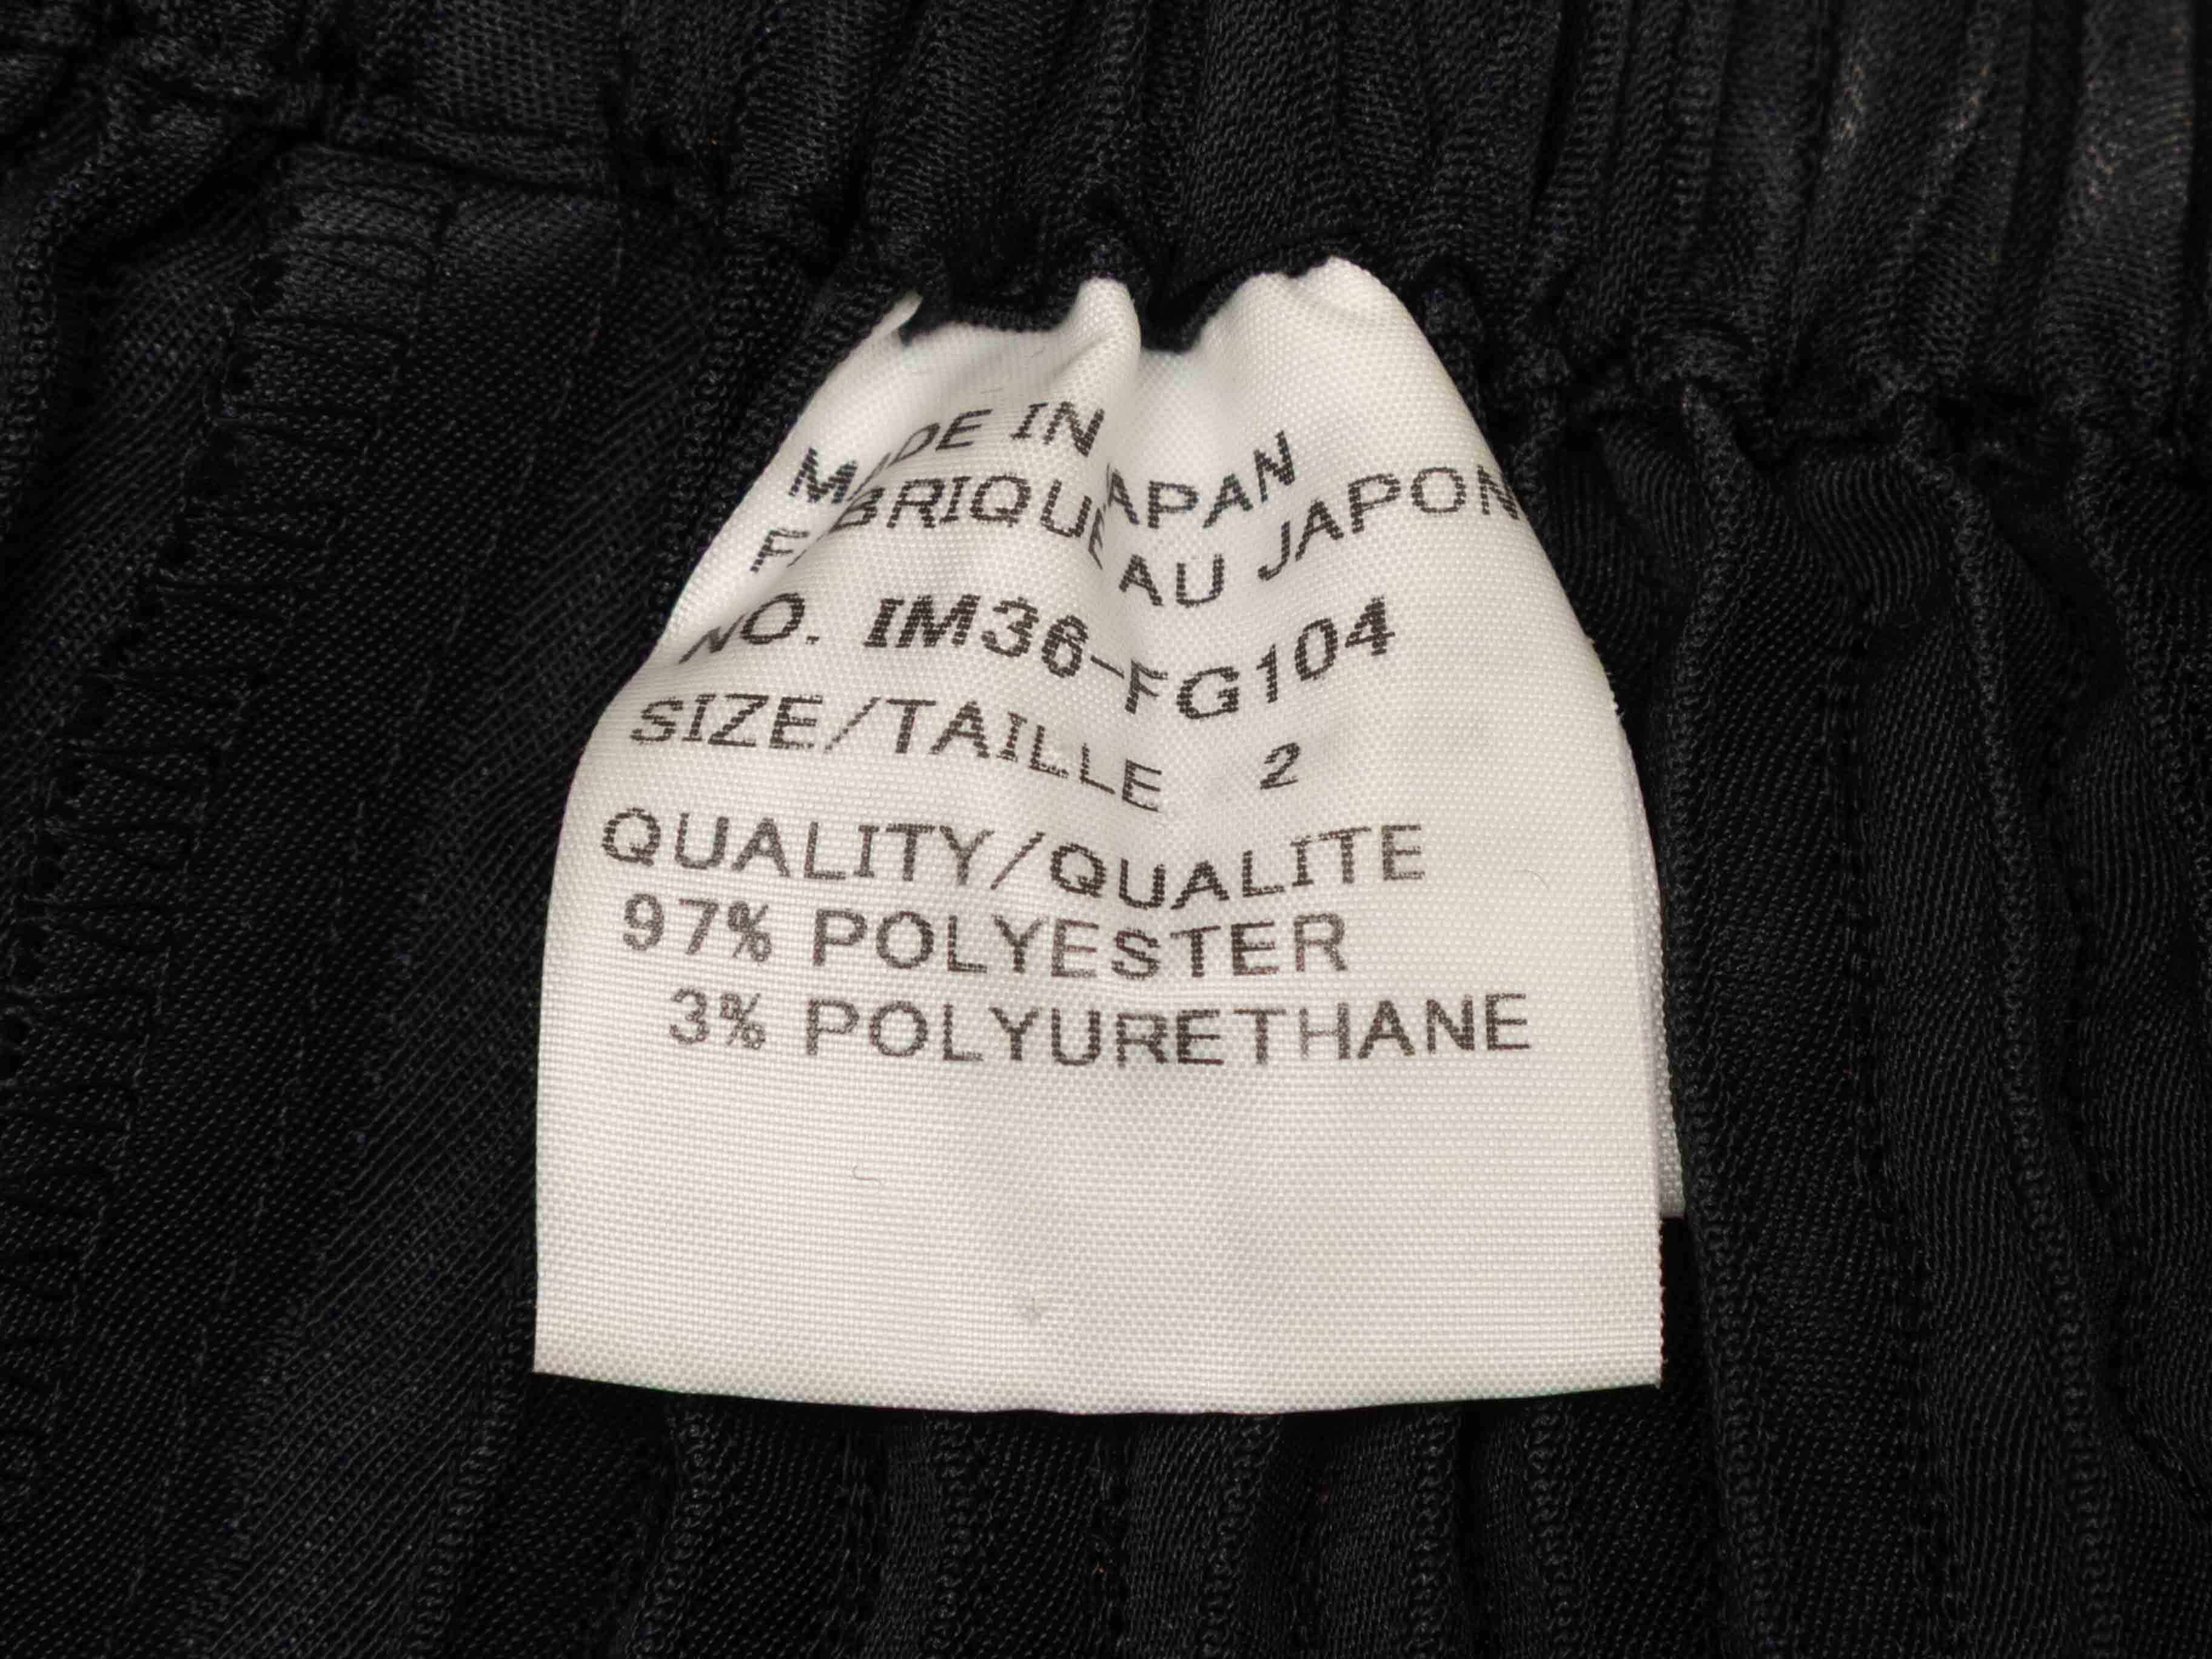 MADE IN JAPAN
FABRIQUE AU JAPON
NO. IM36-FG104
SIZE/TAILLE 2
QUALITY/QUALITE
97% POLYESTER
3% POLYURETHANE